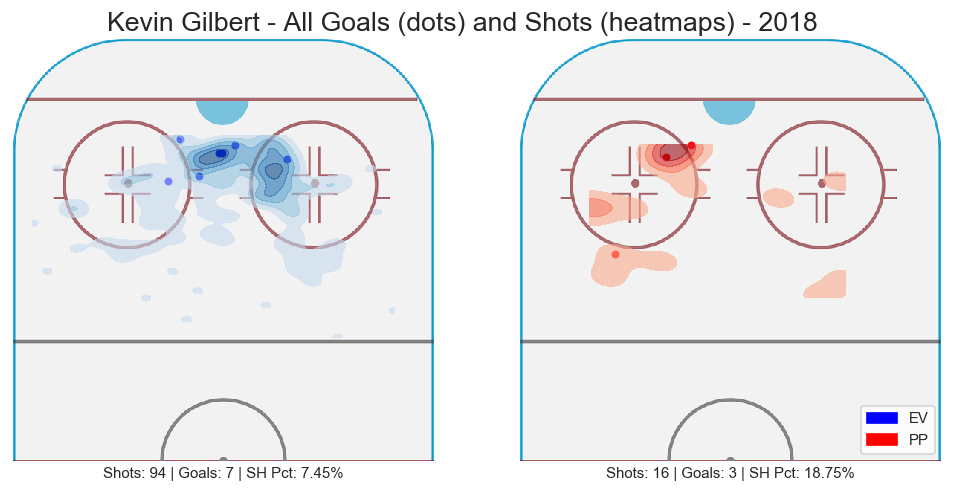 Kevin Gilbert - All Goals (dots) and Shots (heatmaps) - 2018
EV
PP
Shots: 94 | Goals: 7 | SH Pct: 7.45%
Shots: 16 | Goals: 3 | SH Pct: 18.75%